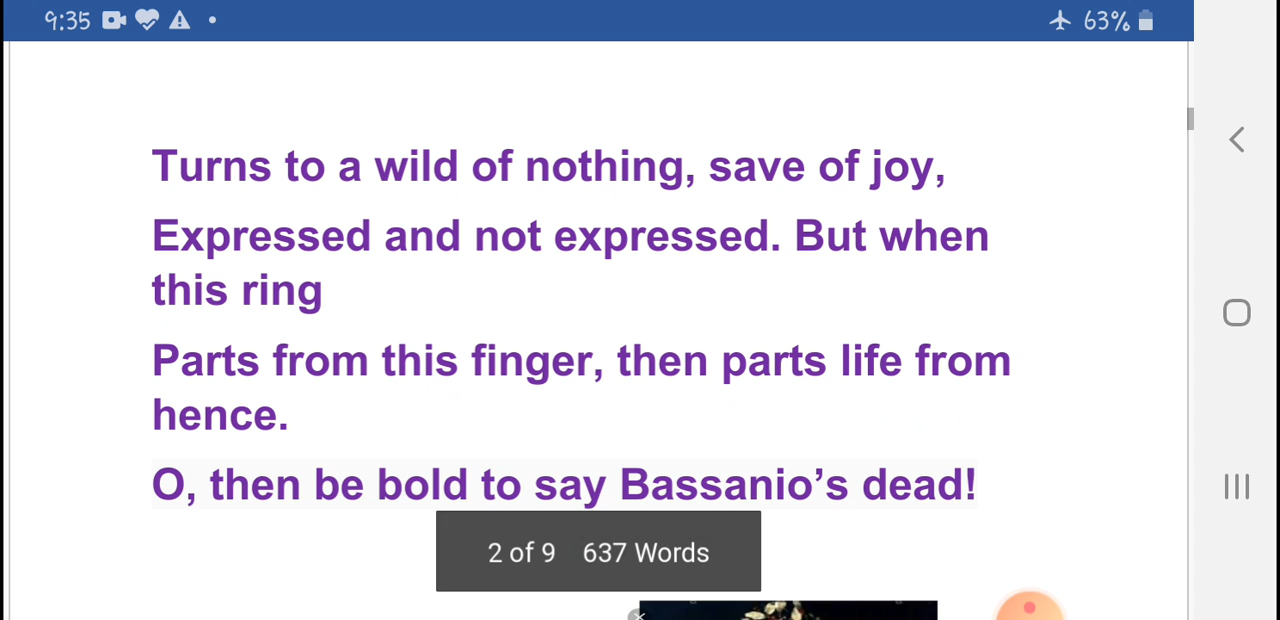 9:35 63%
Turns to a wild of nothing, save of joy,
Expressed and not expressed. But when
this ring
Parts from this finger, then parts life from
hence.
O, then be bold to say Bassanio’s dead!
2 of 9 637 Words